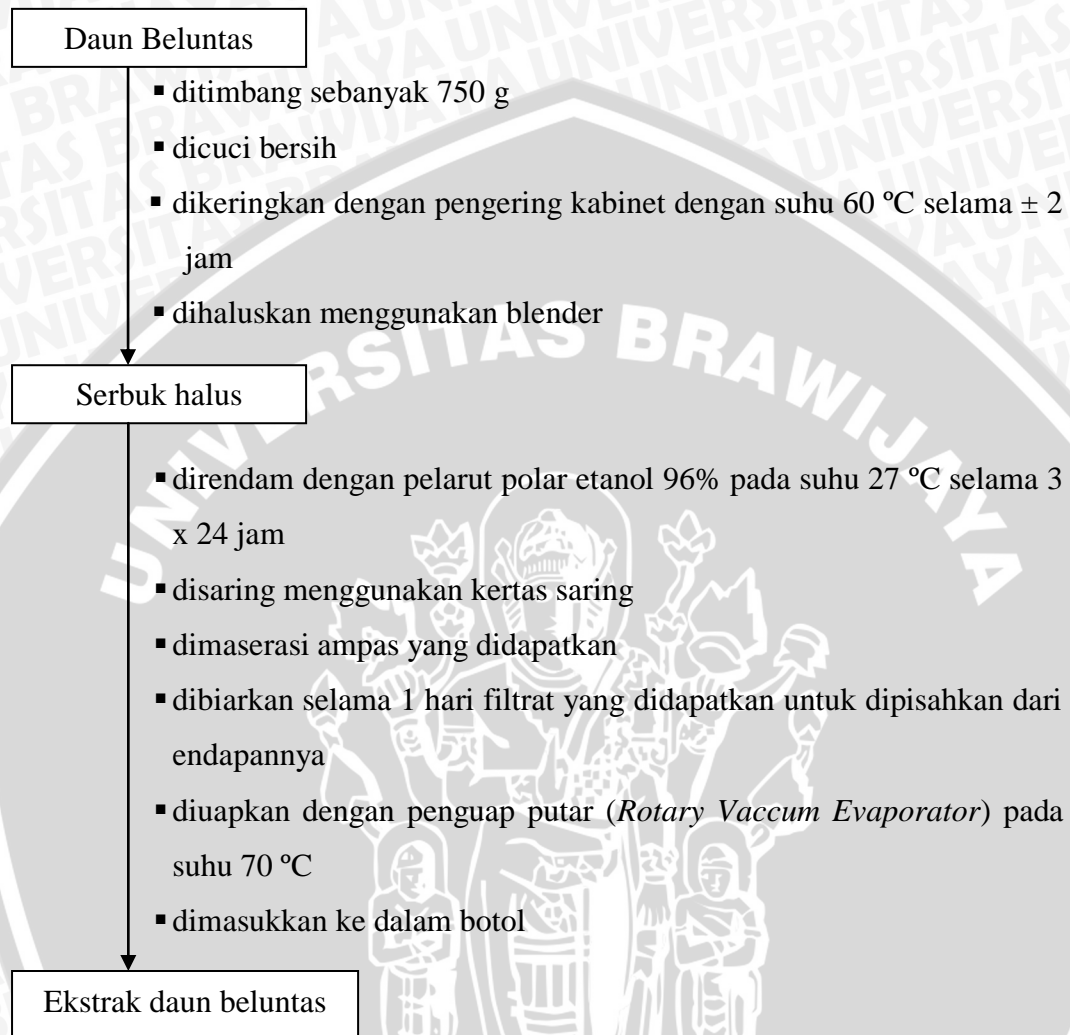 Daun Beluntas
▪ ditimbang sebanyak 750 g
▪ dicuci bersih
▪ dikeringkan dengan pengering kabinet dengan suhu 60 ºC selama ± 2
jam
▪ dihaluskan menggunakan blender
Serbuk halus
▪ direndam dengan pelarut polar etanol 96% pada suhu 27 ºC selama 3
x 24 jam
▪ disaring menggunakan kertas saring
▪ dimaserasi ampas yang didapatkan
▪ dibiarkan selama 1 hari filtrat yang didapatkan untuk dipisahkan dari
endapannya
▪ diuapkan dengan penguap putar (Rotary Vaccum Evaporator) pada
suhu 70 ºC
▪ dimasukkan ke dalam botol
Ekstrak daun beluntas
UNIVERSITAS BRAWIJAYA